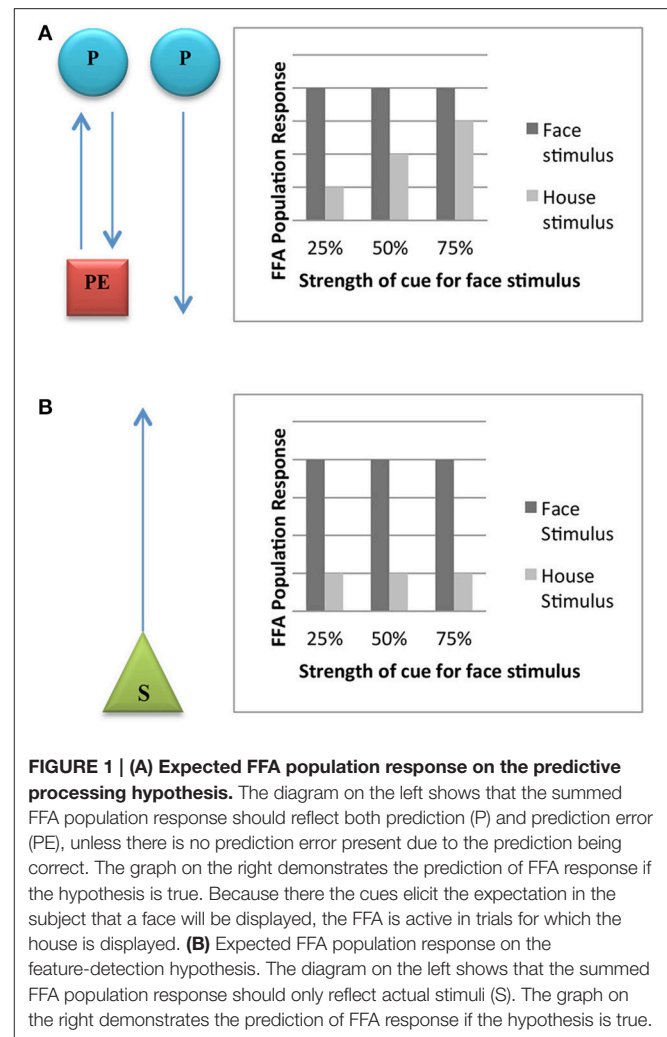 A
P
P
PE
FFA Population Response
25%
50%
75%
Strength of cue for face stimulus
Face
stimulus
House
stimulus
B
S
FFA Population Response
25%
50%
75%
Strength of cue for face stimulus
Face
Stimulus
House
Stimulus
FIGURE 1 | (A) Expected FFA population response on the predictive
processing hypothesis. The diagram on the left shows that the summed
FFA population response should reflect both prediction (P) and prediction error
(PE), unless there is no prediction error present due to the prediction being
correct. The graph on the right demonstrates the prediction of FFA response if
the hypothesis is true. Because there the cues elicit the expectation in the
subject that a face will be displayed, the FFA is active in trials for which the
house is displayed. (B) Expected FFA population response on the
feature-detection hypothesis. The diagram on the left shows that the summed
FFA population response should only reflect actual stimuli (S). The graph on
the right demonstrates the prediction of FFA response if the hypothesis is true.